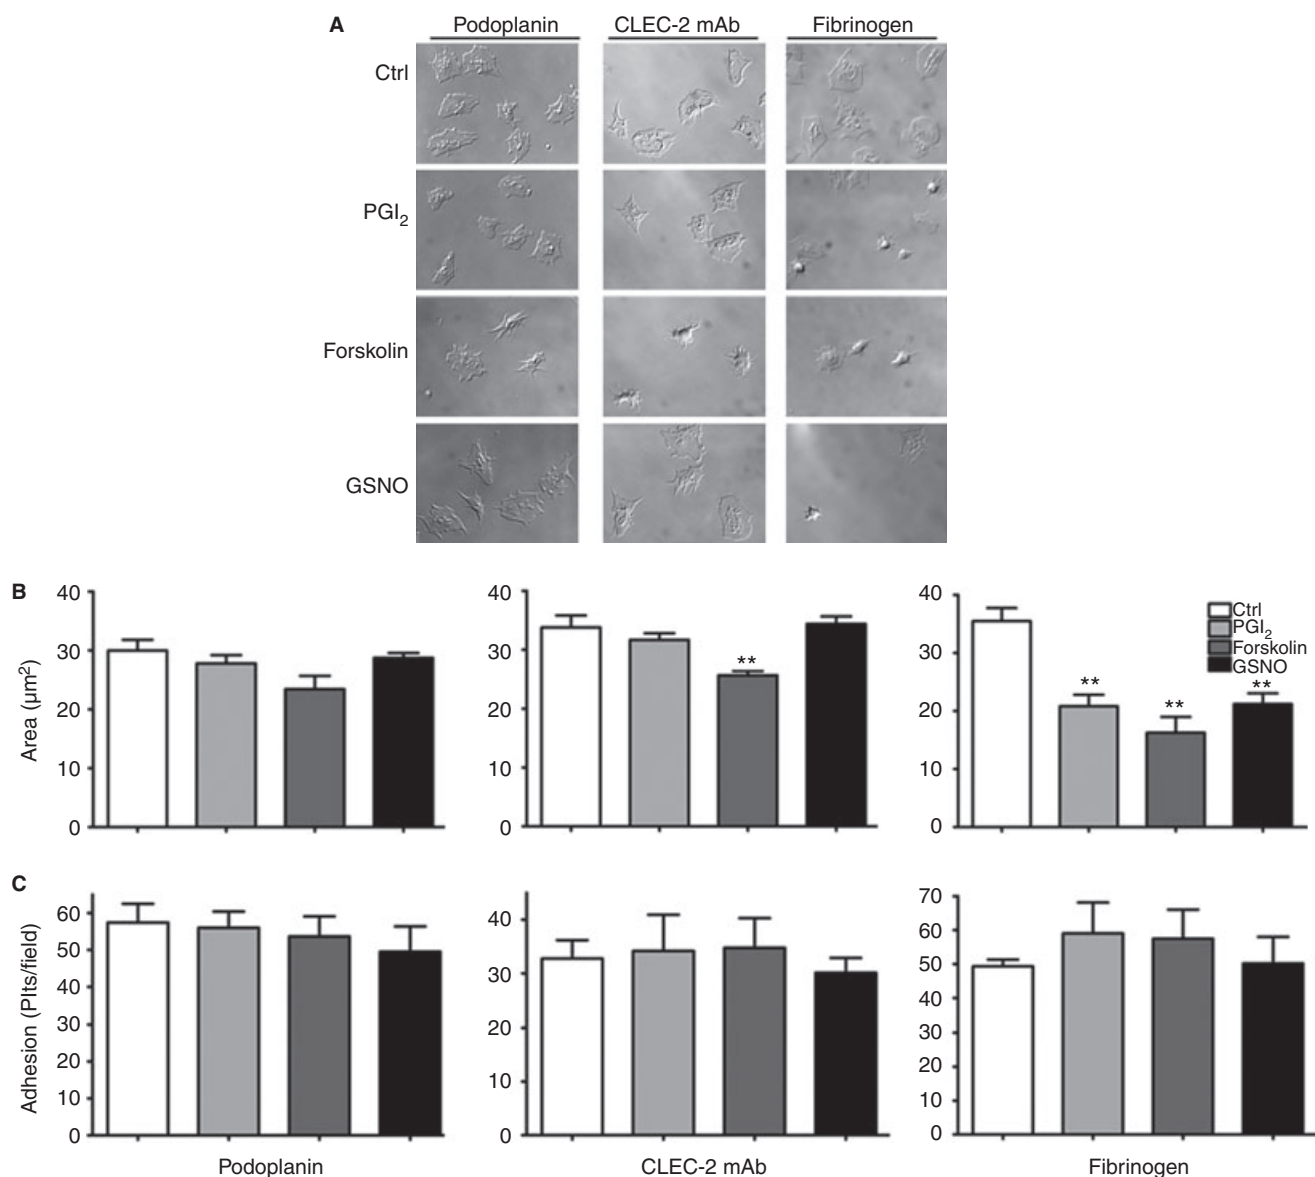 A
Podoplanin
CLEC-2 mAb
Fibrinogen
Ctrl
PGI2
Forskolin
GSNO
B
Area (µm²)
40
30
20
10
0
40
30
20
10
0
**
40
30
20
10
0
**
**
**
Ctrl
PGI2
Forskolin
GSNO
C
Adhesion (Plts/field)
60
50
40
30
20
10
0
Podoplanin
40
30
20
10
0
CLEC-2 mAb
70
60
50
40
30
20
10
0
Fibrinogen